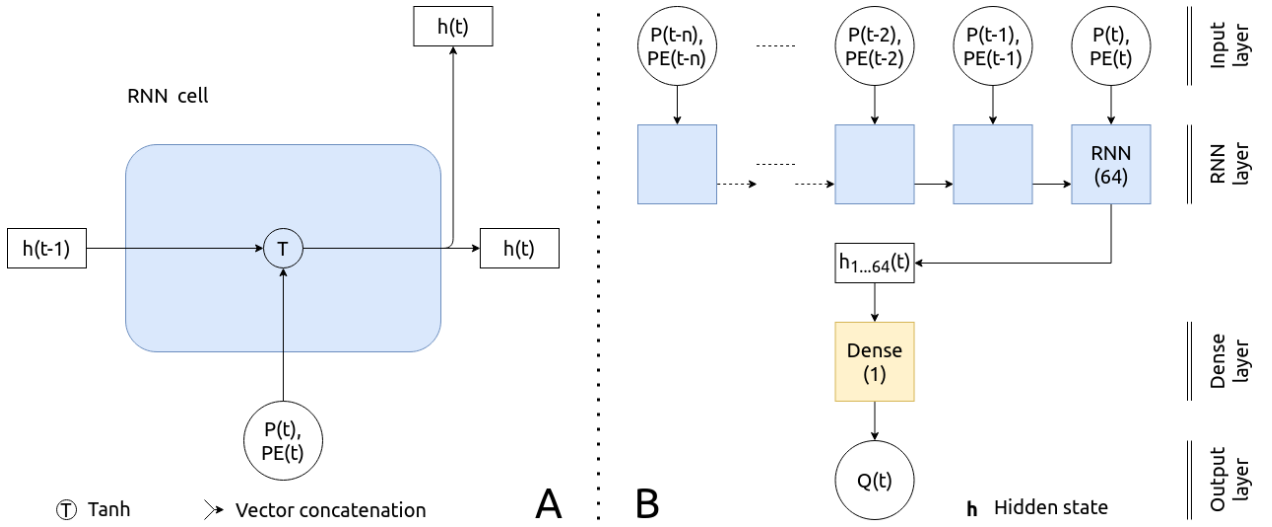 h(t)
RNN cell
h(t-1)
T
h(t)
P(t),
PE(t)
T Tanh
Vector concatenation
A
P(t-n),
PE(t-n)
P(t-2),
PE(t-2)
P(t-1),
PE(t-1)
P(t),
PE(t)
Input
layer
RNN
(64)
RNN
layer
h1...64(t)
Dense
(1)
Dense
layer
Q(t)
Output
layer
B
h Hidden state